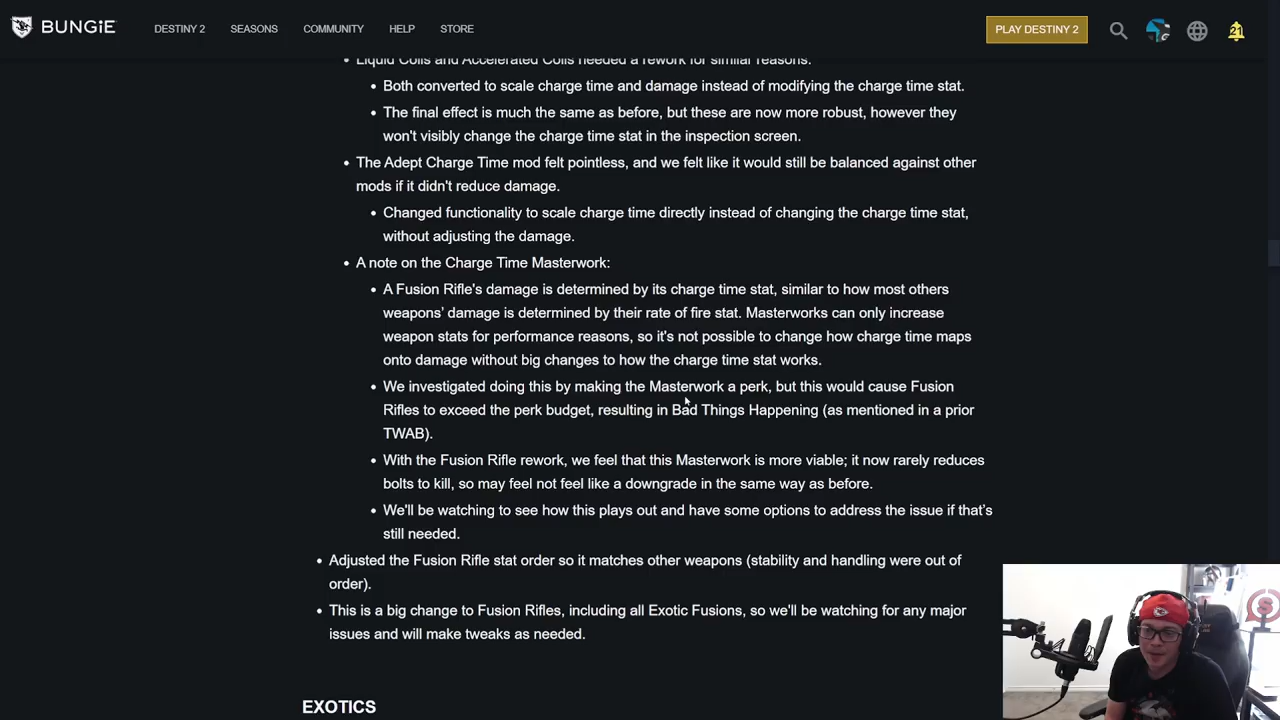 BUNGiE
DESTINY 2 SEASONS COMMUNITY HELP STORE
PLAY DESTINY 2
21
Liquid Coils and Accelerated Coils needed a rework for similar reasons.
Both converted to scale charge time and damage instead of modifying the charge time stat.
The final effect is much the same as before, but these are now more robust, however they
won't visibly change the charge time stat in the inspection screen.
The Adept Charge Time mod felt pointless, and we felt like it would still be balanced against other
mods if it didn't reduce damage.
Changed functionality to scale charge time directly instead of changing the charge time stat,
without adjusting the damage.
A note on the Charge Time Masterwork:
A Fusion Rifle's damage is determined by its charge time stat, similar to how most others
weapons' damage is determined by their rate of fire stat. Masterworks can only increase
weapon stats for performance reasons, so it's not possible to change how charge time maps
onto damage without big changes to how the charge time stat works.
We investigated doing this by making the Masterwork a perk, but this would cause Fusion
Rifles to exceed the perk budget, resulting in Bad Things Happening (as mentioned in a prior
TWAB).
With the Fusion Rifle rework, we feel that this Masterwork is more viable; it now rarely reduces
bolts to kill, so may feel not feel like a downgrade in the same way as before.
We'll be watching to see how this plays out and have some options to address the issue if that's
still needed.
Adjusted the Fusion Rifle stat order so it matches other weapons (stability and handling were out of
order).
This is a big change to Fusion Rifles, including all Exotic Fusions, so we'll be watching for any major
issues and will make tweaks as needed.
EXOTICS